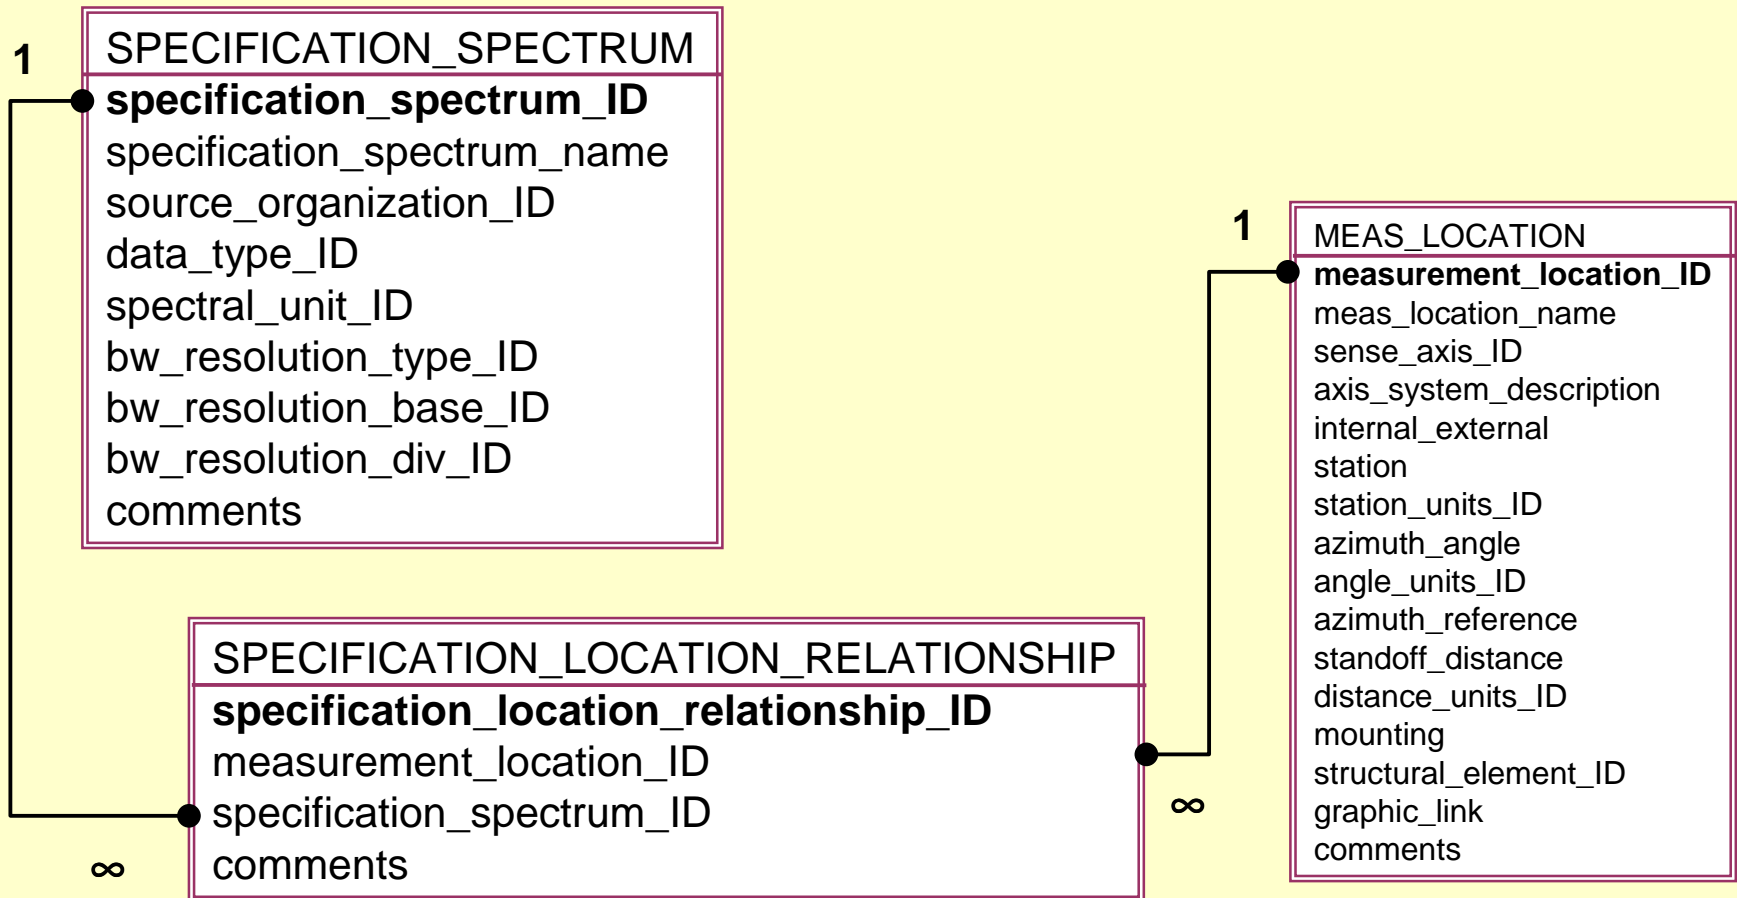 1
SPECIFICATION_SPECTRUM
specification_spectrum_ID
specification_spectrum_name
source_organization_ID
data_type_ID
spectral_unit_ID
bw_resolution_type_ID
bw_resolution_base_ID
bw_resolution_div_ID
comments
1
MEAS_LOCATION
measurement_location_ID
meas_location_name
sense_axis_ID
axis_system_description
internal_external
station
station_units_ID
azimuth_angle
angle_units_ID
azimuth_reference
standoff_distance
distance_units_ID
mounting
structural_element_ID
graphic_link
comments
SPECIFICATION_LOCATION_RELATIONSHIP
specification_location_relationship_ID
measurement_location_ID
specification_spectrum_ID
comments
∞
∞